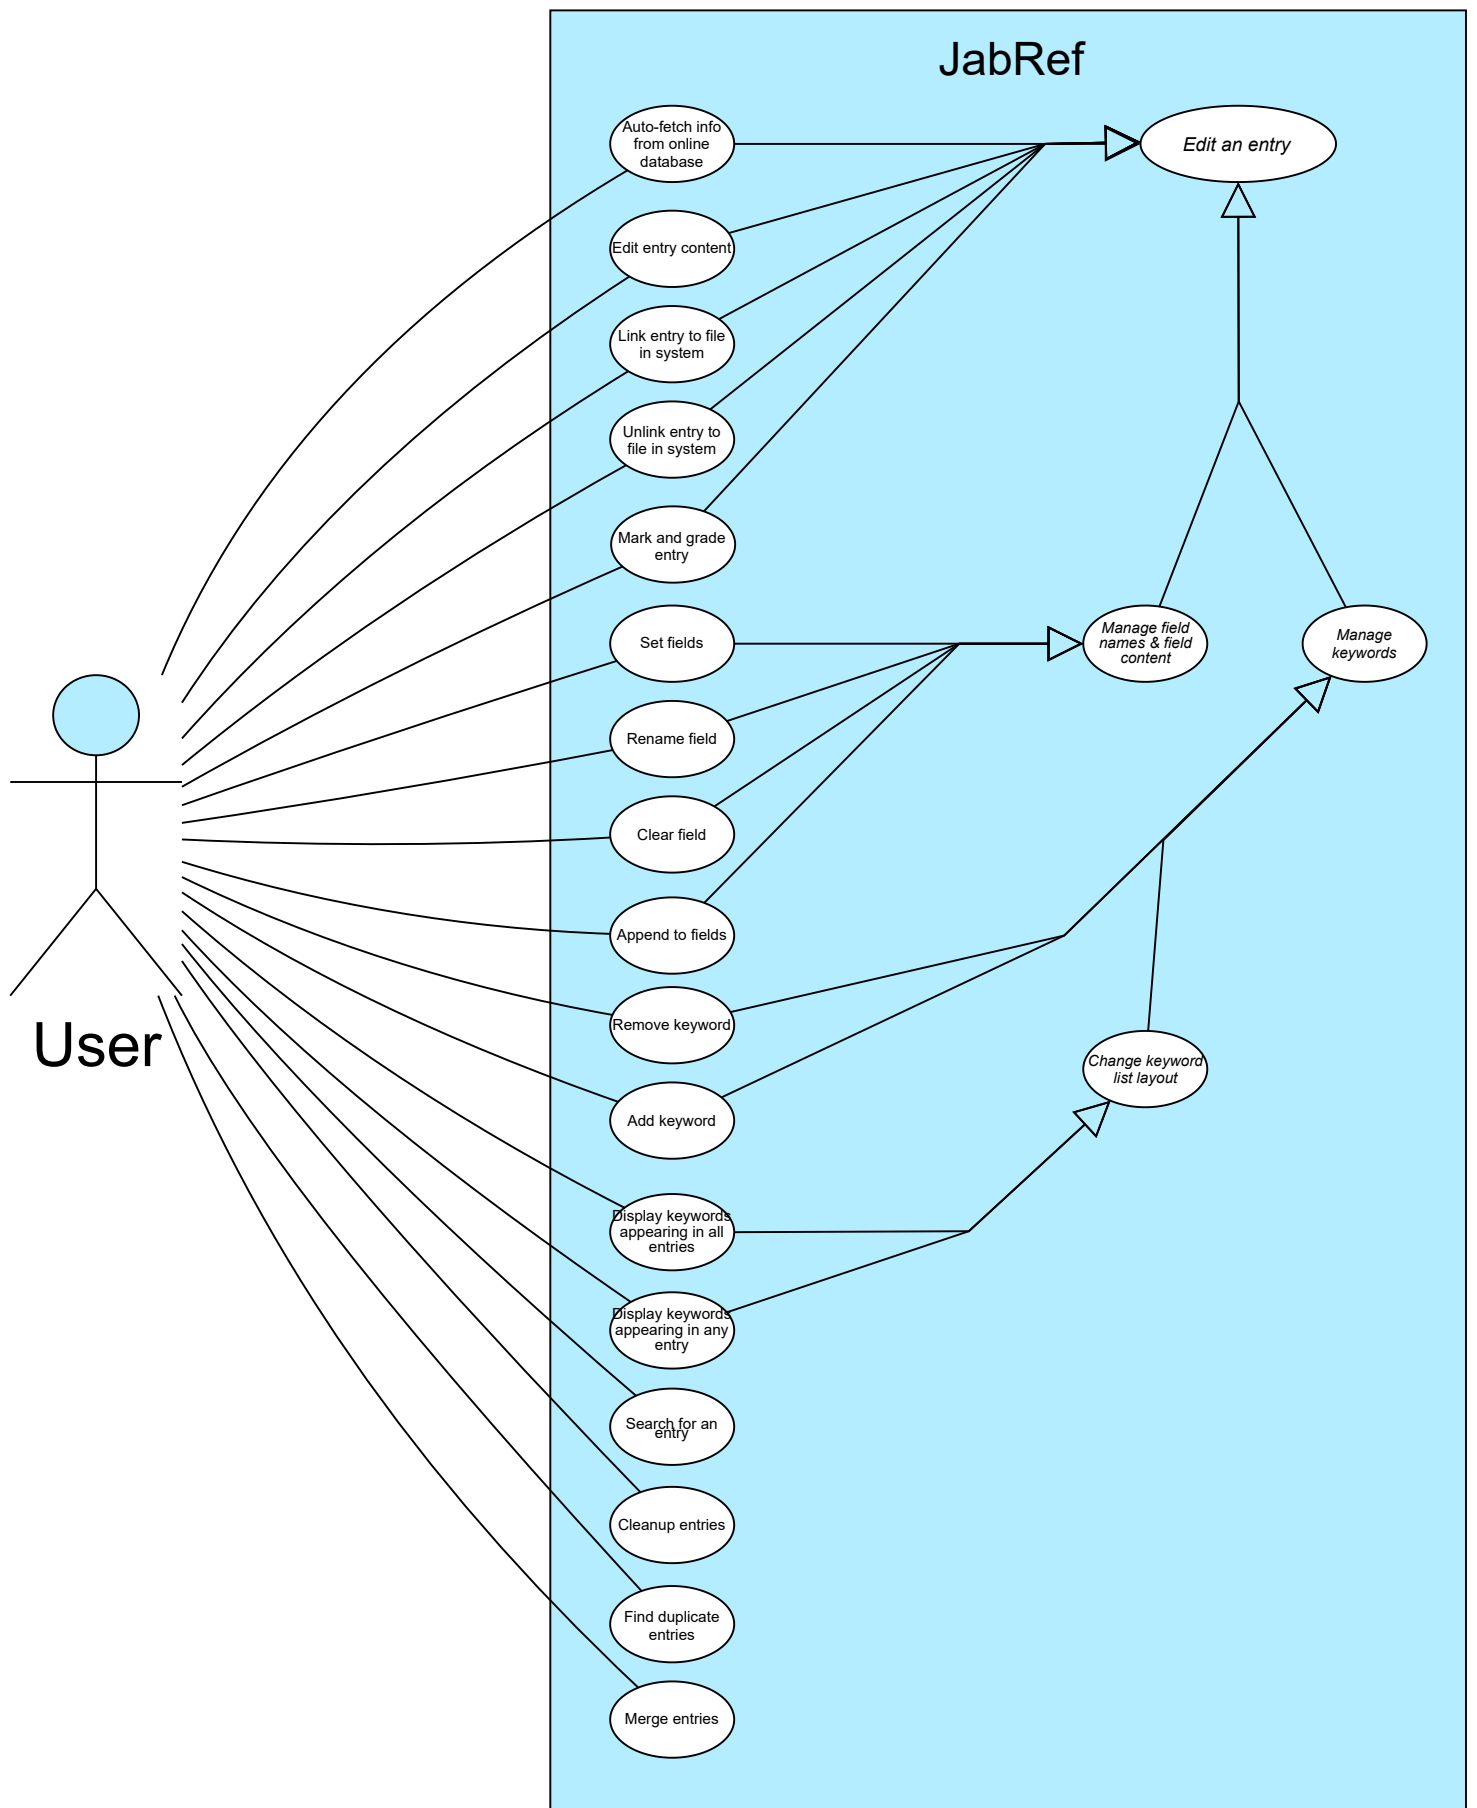 JabRef
Auto-fetch info
from online
database
Edit an entry
Edit entry content
Link entry to file
in system
Unlink entry to
file in system
Mark and grade
entry
Set fields
Manage field
names & field
content
Manage
keywords
Rename field
Clear field
Append to fields
Remove keyword
User
Change keyword
list layout
Add keyword
Display keywords
appearing in all
entries
Display keywords
appearing in any
entry
Search for an
entry
Cleanup entries
Find duplicate
entries
Merge entries